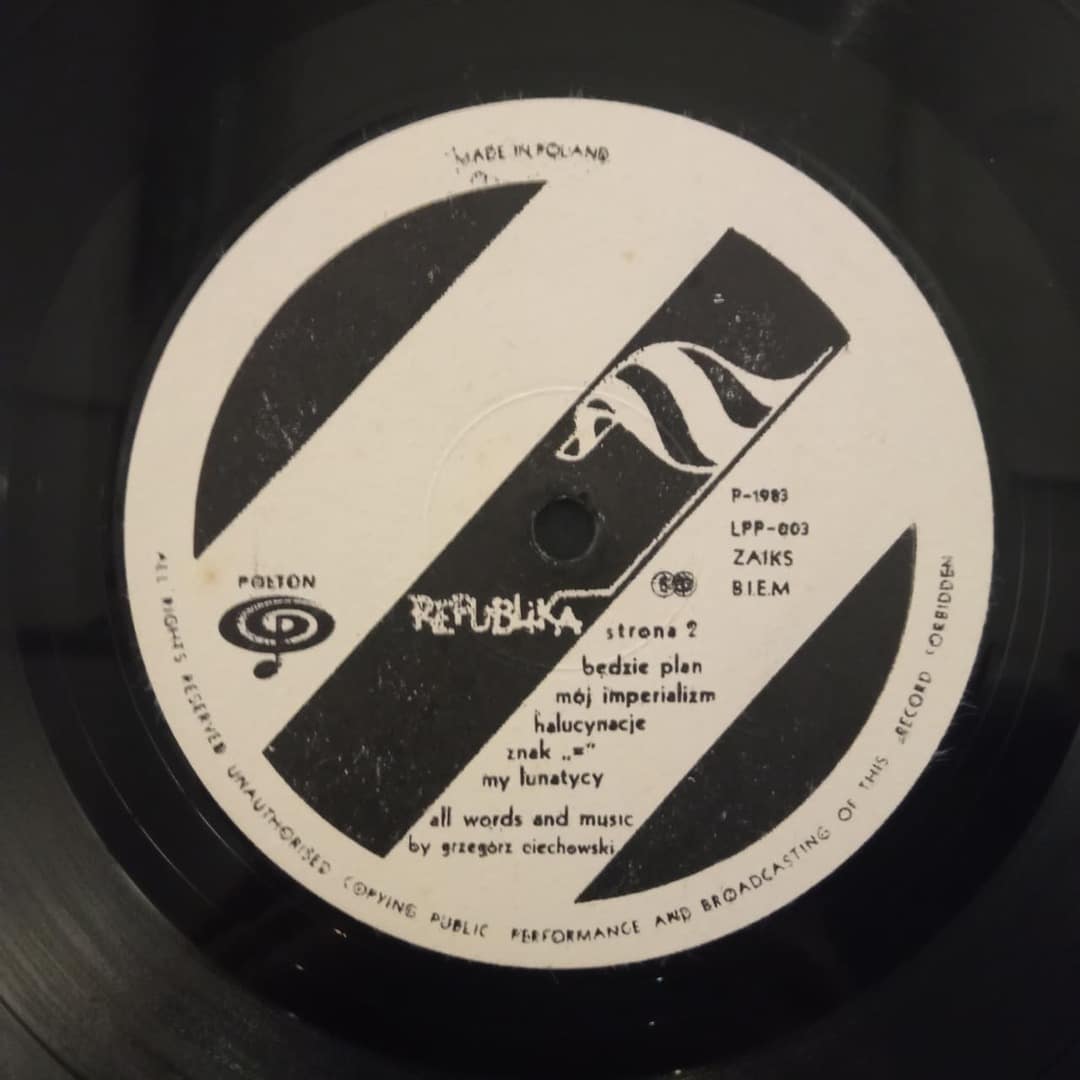 MADE IN POLAND
P-1983
LPP-003
ZAIKS
B.I.E.M
POLTON
REPUBLiKA
strona 2
będzie plan
mój imperializm
halucynacje
znak „="
my lunatycy
all words and music
by grzegorz ciechowski
ALL RIGHTS RESERVED UNAUTHORISED COPYING PUBLIC PERFORMANCE AND BROADCASTING OF THIS RECORD FORBIDDEN